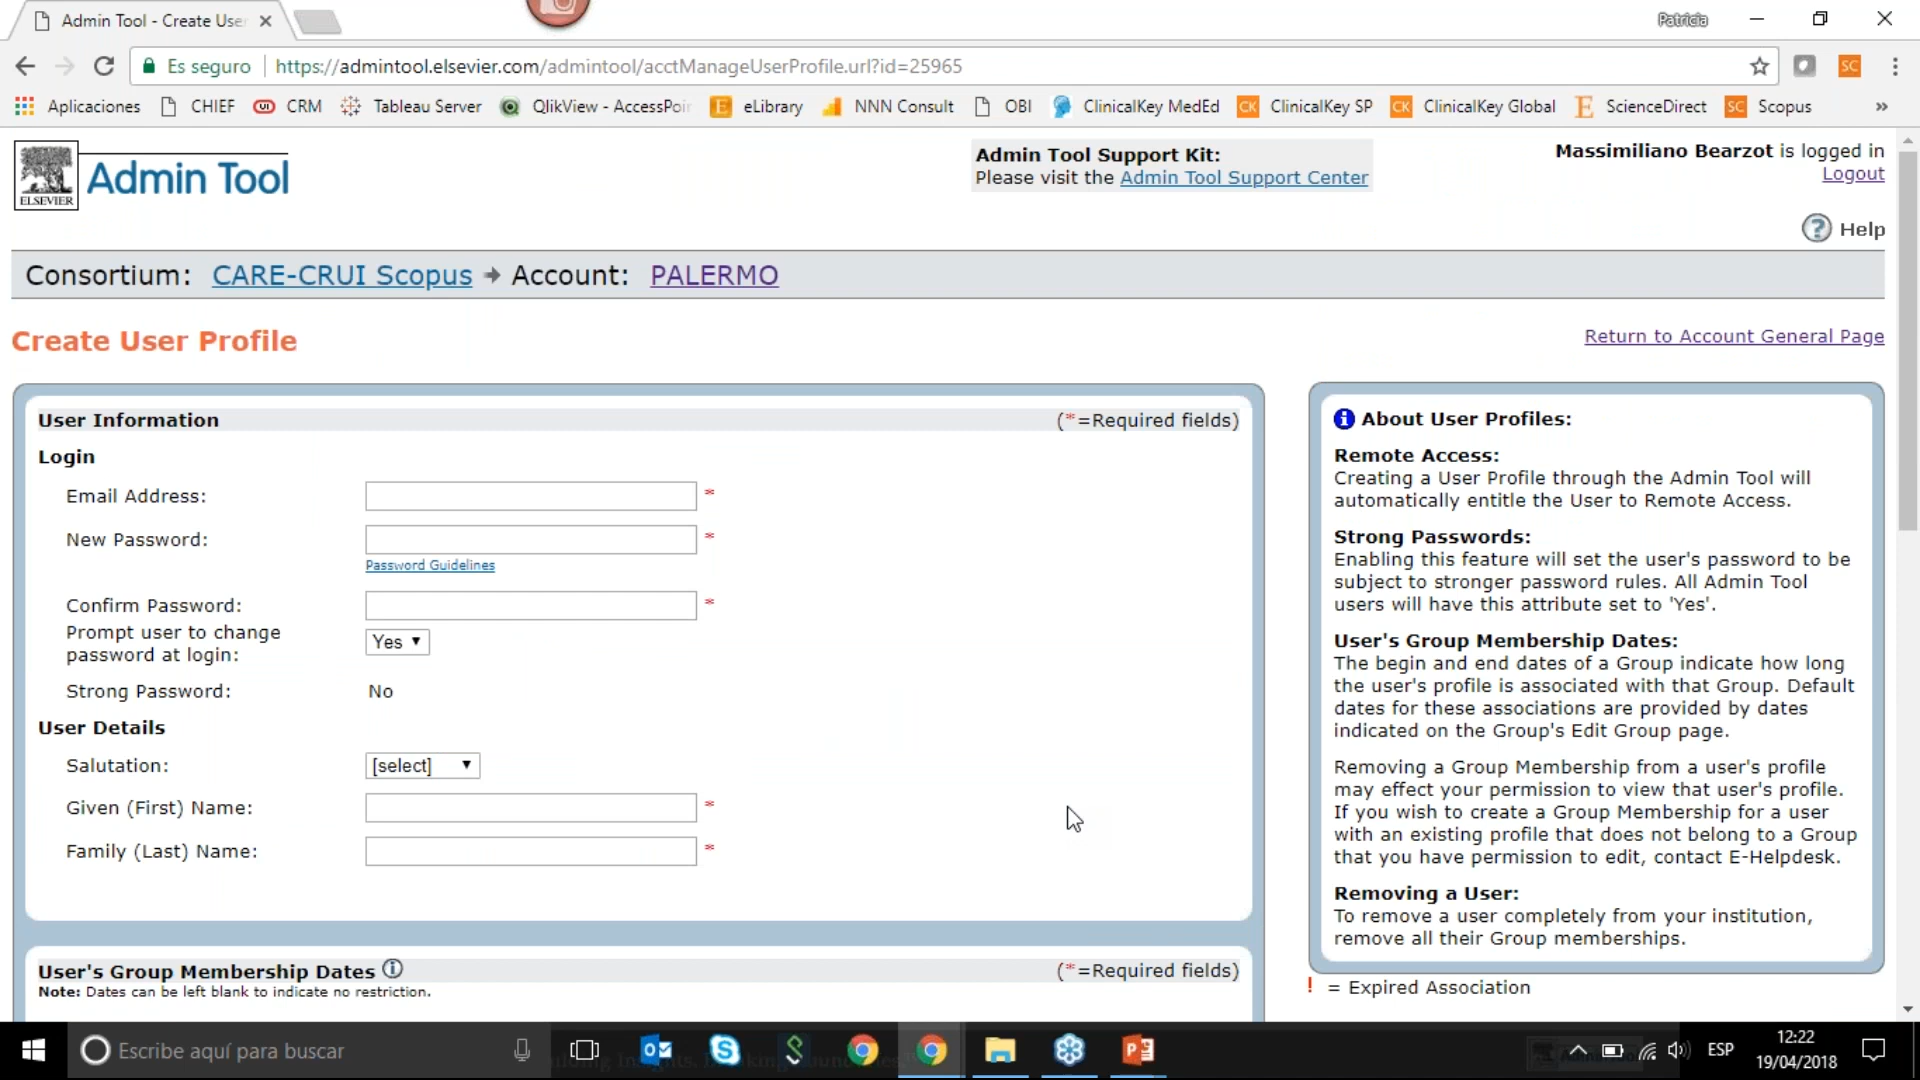 Admin Tool - Create User
Patricia
Es seguro
https://admintool.elsevier.com/admintool/acctManageUserProfile.url?id=25965
SC
Aplicaciones
CHIEF
CRM
Tableau Server
QlikView - AccessPoi
eLibrary
NNN Consult
OBI
ClinicalKey MedEd
CK
ClinicalKey SP
CK
ClinicalKey Global
ScienceDirect
SC
Scopus
»
ELSEVIER
Admin Tool
Admin Tool Support Kit:
Please visit the Admin Tool Support Center
Massimiliano Bearzot is logged in
Logout
? Help
Consortium: CARE-CRUI Scopus → Account: PALERMO
Create User Profile
Return to Account General Page
User Information
(*=Required fields)
Login
Email Address: *
New Password: *
Password Guidelines
Confirm Password: *
Prompt user to change
password at login:
Yes
Strong Password: No
User Details
Salutation: [select]
Given (First) Name: *
Family (Last) Name: *
User's Group Membership Dates
(*=Required fields)
Note: Dates can be left blank to indicate no restriction.
About User Profiles:
Remote Access:
Creating a User Profile through the Admin Tool will
automatically entitle the User to Remote Access.
Strong Passwords:
Enabling this feature will set the user's password to be
subject to stronger password rules. All Admin Tool
users will have this attribute set to 'Yes'.
User's Group Membership Dates:
The begin and end dates of a Group indicate how long
the user's profile is associated with that Group. Default
dates for these associations are provided by dates
indicated on the Group's Edit Group page.
Removing a Group Membership from a user's profile
may effect your permission to view that user's profile.
If you wish to create a Group Membership for a user
with an existing profile that does not belong to a Group
that you have permission to edit, contact E-Helpdesk.
Removing a User:
To remove a user completely from your institution,
remove all their Group memberships.
! = Expired Association
Escribe aquí para buscar
ESP
12:22
19/04/2018